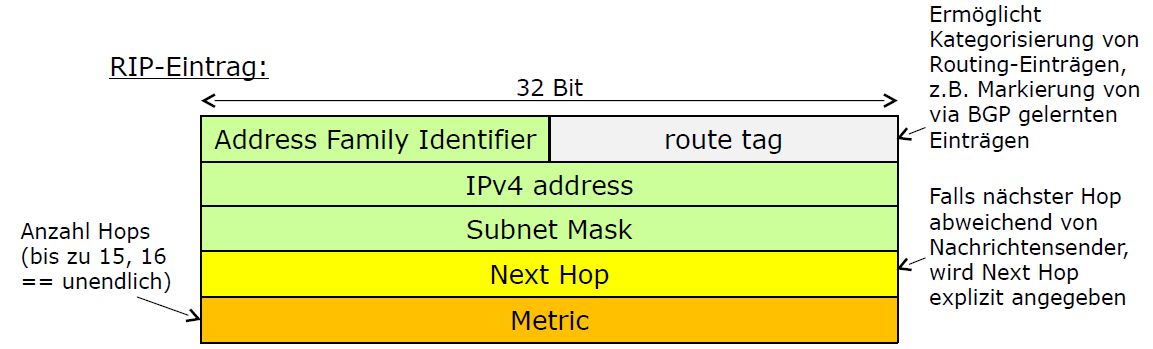 RIP-Eintrag:
32 Bit
Address Family Identifier
route tag
IPv4 address
Subnet Mask
Next Hop
Metric
Ermöglicht
Kategorisierung von
Routing-Einträgen,
z.B. Markierung von
via BGP gelernten
Einträgen
Falls nächster Hop
abweichend von
Nachrichtensender,
wird Next Hop
explizit angegeben
Anzahl Hops
(bis zu 15, 16
== unendlich)